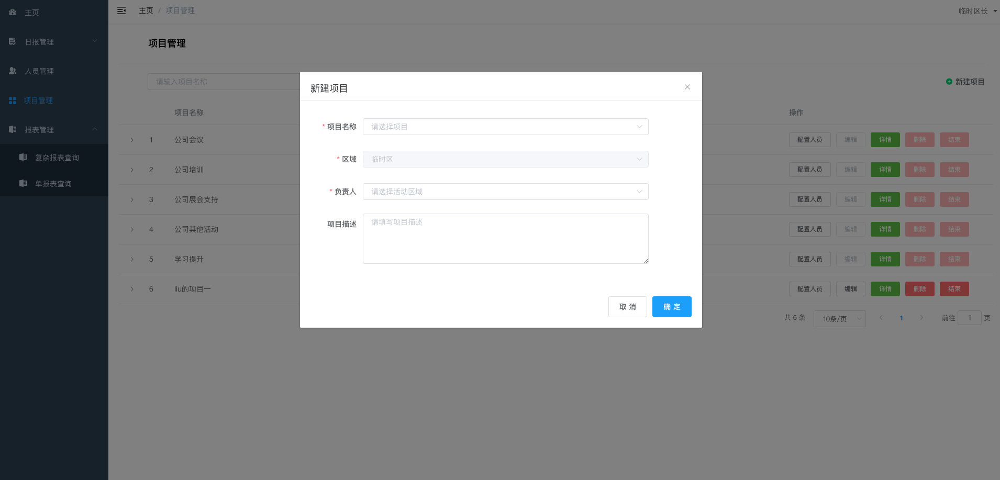 主页
日报管理
人员管理
项目管理
报表管理
复杂报表查询
单报表查询
主页 / 项目管理
临时区长
项目管理
请输入项目名称
新建项目
项目名称 操作
1 公司会议 配置人员 编辑 详情 删除 结束
2 公司培训 配置人员 编辑 详情 删除 结束
3 公司展会支持 配置人员 编辑 详情 删除 结束
4 公司其他活动 配置人员 编辑 详情 删除 结束
5 学习提升 配置人员 编辑 详情 删除 结束
6 liu的项目一 配置人员 编辑 详情 删除 结束
共 6 条 10条/页 1 前往 1 页
新建项目
* 项目名称 请选择项目
* 区域 临时区
* 负责人 请选择活动区域
项目描述 请填写项目描述
取 消 确 定